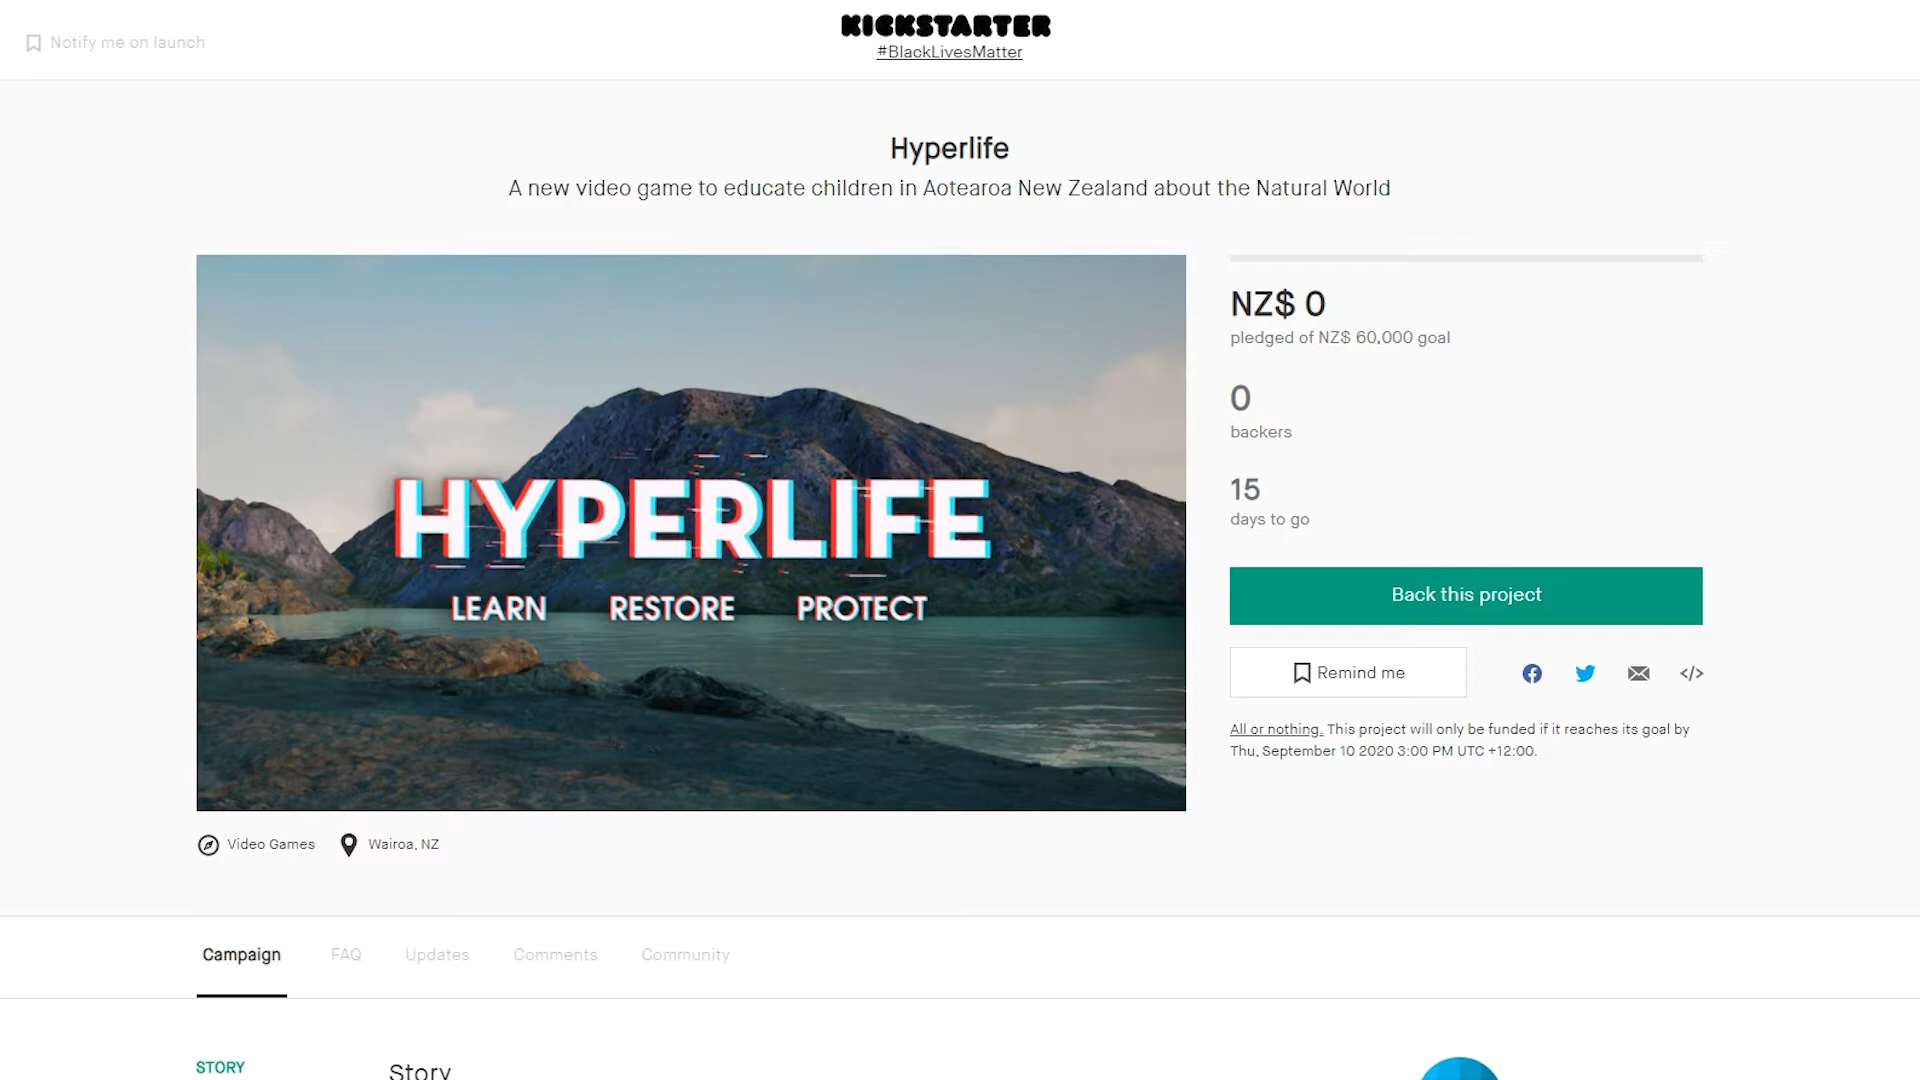 Notify me on launch
KICKSTARTER
#BlackLivesMatter
Hyperlife
A new video game to educate children in Aotearoa New Zealand about the Natural World
HYPERLIFE
LEARN RESTORE PROTECT
NZ$ 0
pledged of NZ$ 60,000 goal
0
backers
15
days to go
Back this project
Remind me
All or nothing. This project will only be funded if it reaches its goal by
Thu, September 10 2020 3:00 PM UTC +12:00.
Video Games Wairoa, NZ
Campaign FAQ Updates Comments Community
STORY
Story